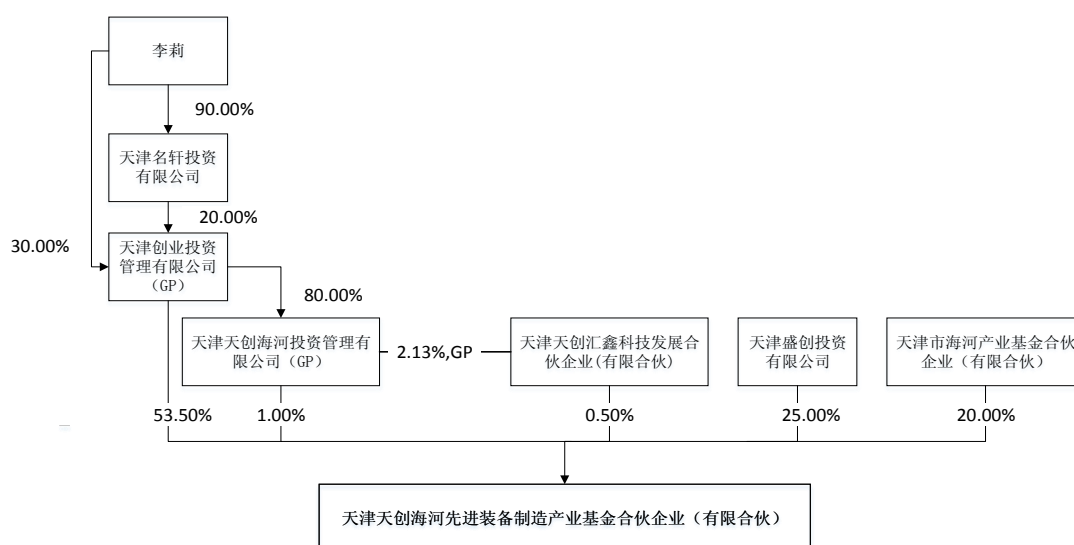 李莉
90.00%
天津名轩投资
有限公司
20.00%
30.00%
天津创业投资
管理有限公司
（GP）
80.00%
天津天创海河投资管理有
限公司（GP）
2.13%,GP
天津天创汇鑫科技发展合
伙企业(有限合伙)
天津盛创投资
有限公司
天津市海河产业基金合伙
企业（有限合伙）
53.50%
1.00%
0.50%
25.00%
20.00%
天津天创海河先进装备制造产业基金合伙企业（有限合伙）